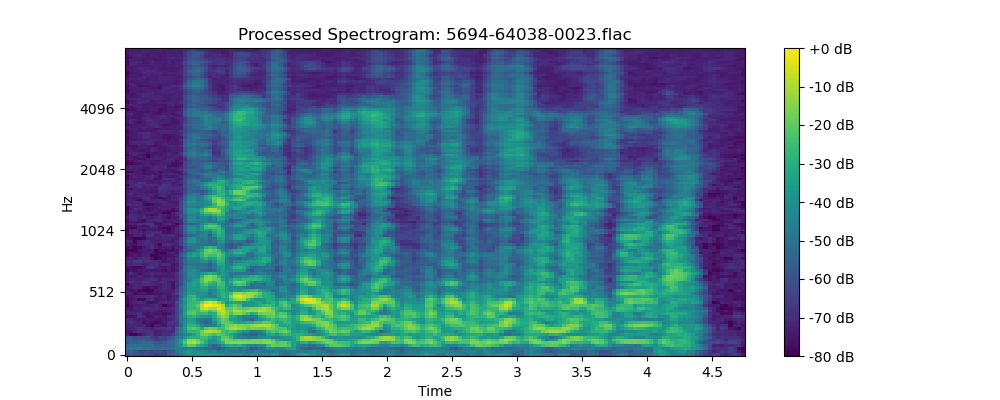 Processed Spectrogram: 5694-64038-0023.flac
+0 dB
4096
-10 dB
-20 dB
2048
-30 dB
Hz
-40 dB
1024
-50 dB
512
-60 dB
-70 dB
0
-80 dB
0 0.5 1 1.5 2 2.5 3 3.5 4 4.5
Time